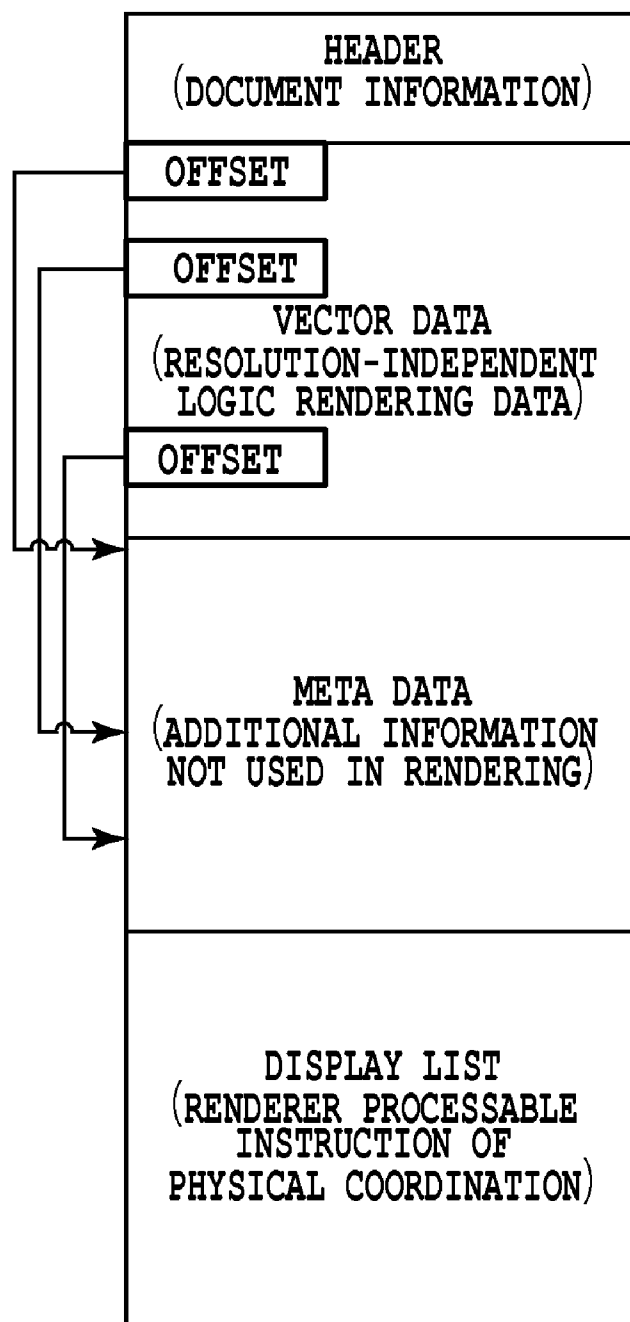 HEADER
(DOCUMENT INFORMATION)
OFFSET
OFFSET
VECTOR DATA
(RESOLUTION-INDEPENDENT
LOGIC RENDERING DATA)
OFFSET
META DATA
(ADDITIONAL INFORMATION
NOT USED IN RENDERING)
DISPLAY LIST
(RENDERER PROCESSABLE
INSTRUCTION OF
PHYSICAL COORDINATION)